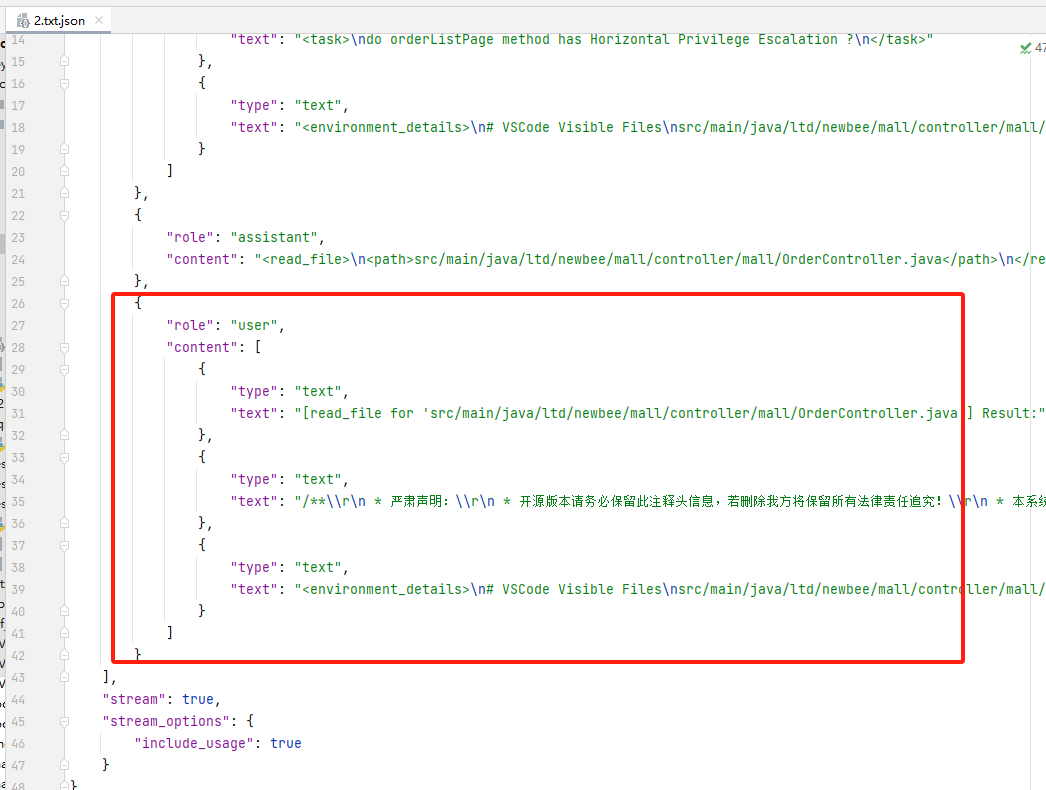 2.txt.json
47
14 "text": "<task>\ndo orderListPage method has Horizontal Privilege Escalation ?\n</task>"
15 },
16 {
17 "type": "text",
18 "text": "<environment_details>\n# VSCode Visible Files\nsrc/main/java/ltd/newbee/mall/controller/mall/
19 }
20 ]
21 },
22 {
23 "role": "assistant",
24 "content": "<read_file>\n<path>src/main/java/ltd/newbee/mall/controller/mall/OrderController.java</path>\n</re
25 },
26 {
27 "role": "user",
28 "content": [
29 {
30 "type": "text",
31 "text": "[read_file for 'src/main/java/ltd/newbee/mall/controller/mall/OrderController.java'] Result:"
32 },
33 {
34 "type": "text",
35 "text": "/**\\r\n * 严肃声明：\\r\n * 开源版本请务必保留此注释头信息，若删除我方将保留所有法律责任追究！\\r\n * 本系统
36 },
37 {
38 "type": "text",
39 "text": "<environment_details>\n# VSCode Visible Files\nsrc/main/java/ltd/newbee/mall/controller/mall/
40 }
41 ]
42 }
43 ],
44 "stream": true,
45 "stream_options": {
46 "include_usage": true
47 }
48 }